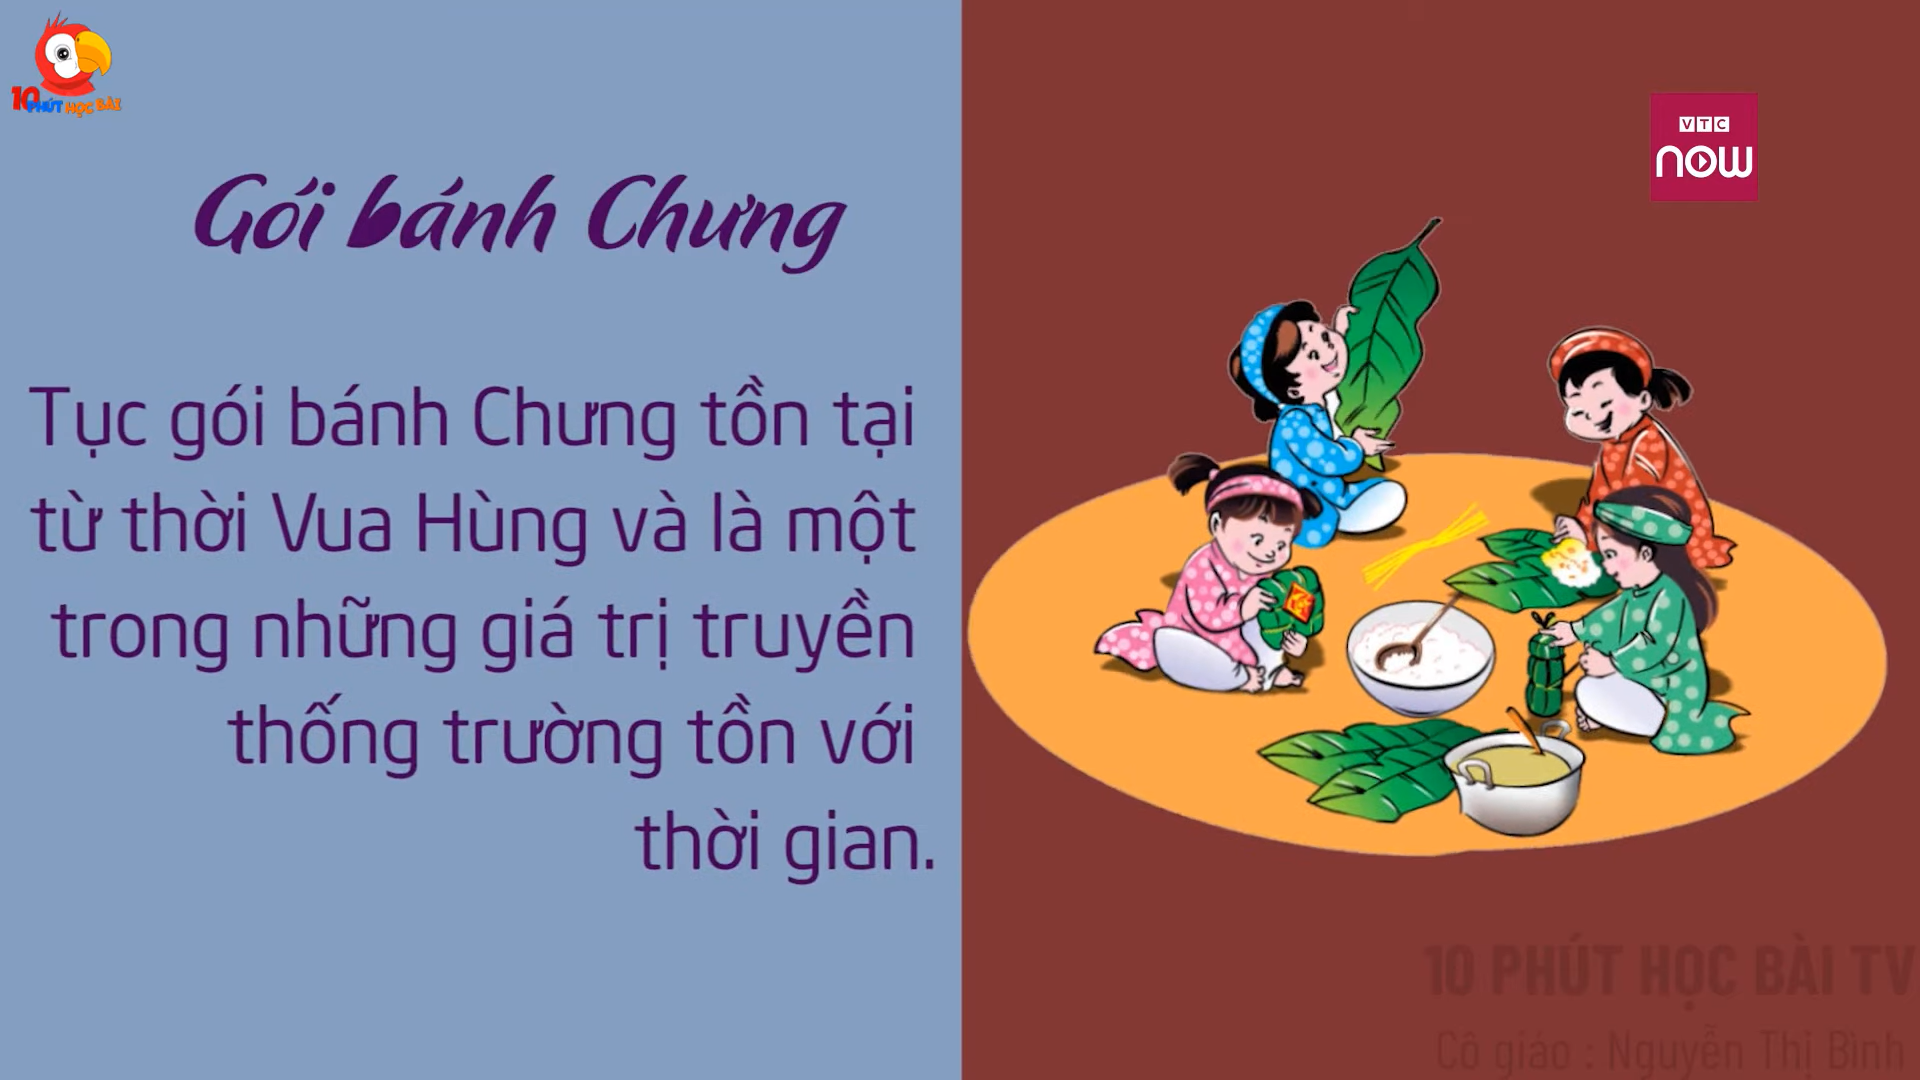 10 PHÚT HỌC BÀI
VTC
now
Gói bánh Chưng
Tục gói bánh Chưng tồn tại
từ thời Vua Hùng và là một
trong những giá trị truyền
thống trường tồn với
thời gian.
10 PHÚT HỌC BÀI TV
Cô giáo : Nguyễn Thị Bình